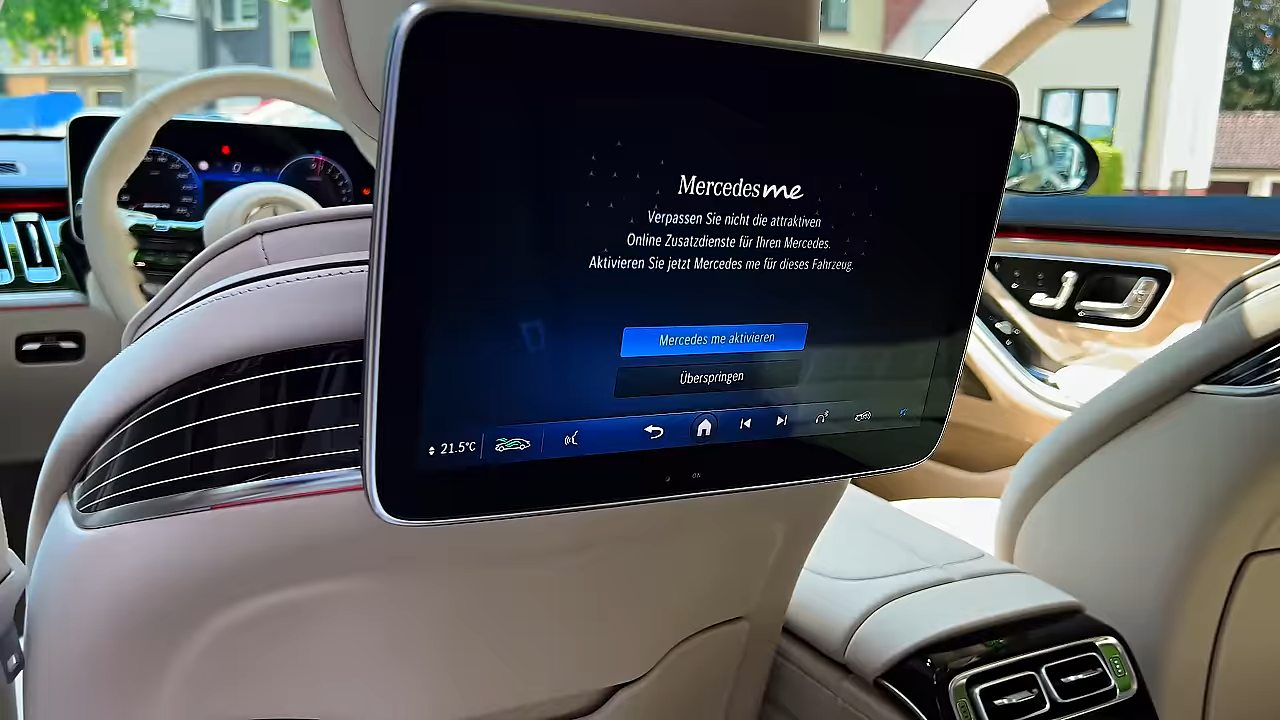 Mercedes me
Verpassen Sie nicht die attraktiven
Online Zusatzdienste für Ihren Mercedes.
Aktivieren Sie jetzt Mercedes me für dieses Fahrzeug.
Mercedes me aktivieren
Überspringen
21.5°C
ON